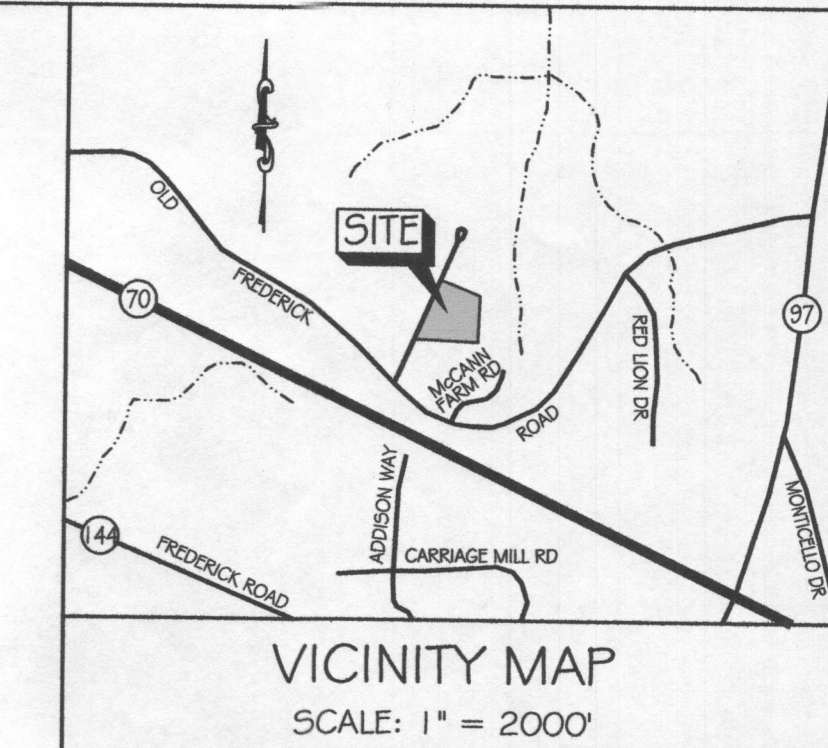 OLD
FREDERICK
ROAD
SITE
70
McCANN
FARM RD
RED LION DR
97
ADDISON WAY
CARRIAGE MILL RD
MONTICELLO DR
144
FREDERICK ROAD
VICINITY MAP
SCALE: 1" = 2000'